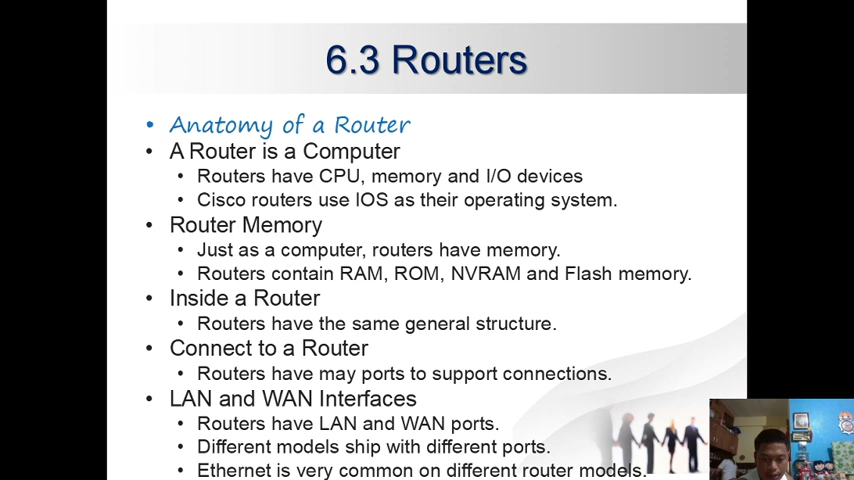 6.3 Routers
• Anatomy of a Router
• A Router is a Computer
• Routers have CPU, memory and I/O devices
• Cisco routers use IOS as their operating system.
• Router Memory
• Just as a computer, routers have memory.
• Routers contain RAM, ROM, NVRAM and Flash memory.
• Inside a Router
• Routers have the same general structure.
• Connect to a Router
• Routers have may ports to support connections.
• LAN and WAN Interfaces
• Routers have LAN and WAN ports.
• Different models ship with different ports.
• Ethernet is very common on different router models.